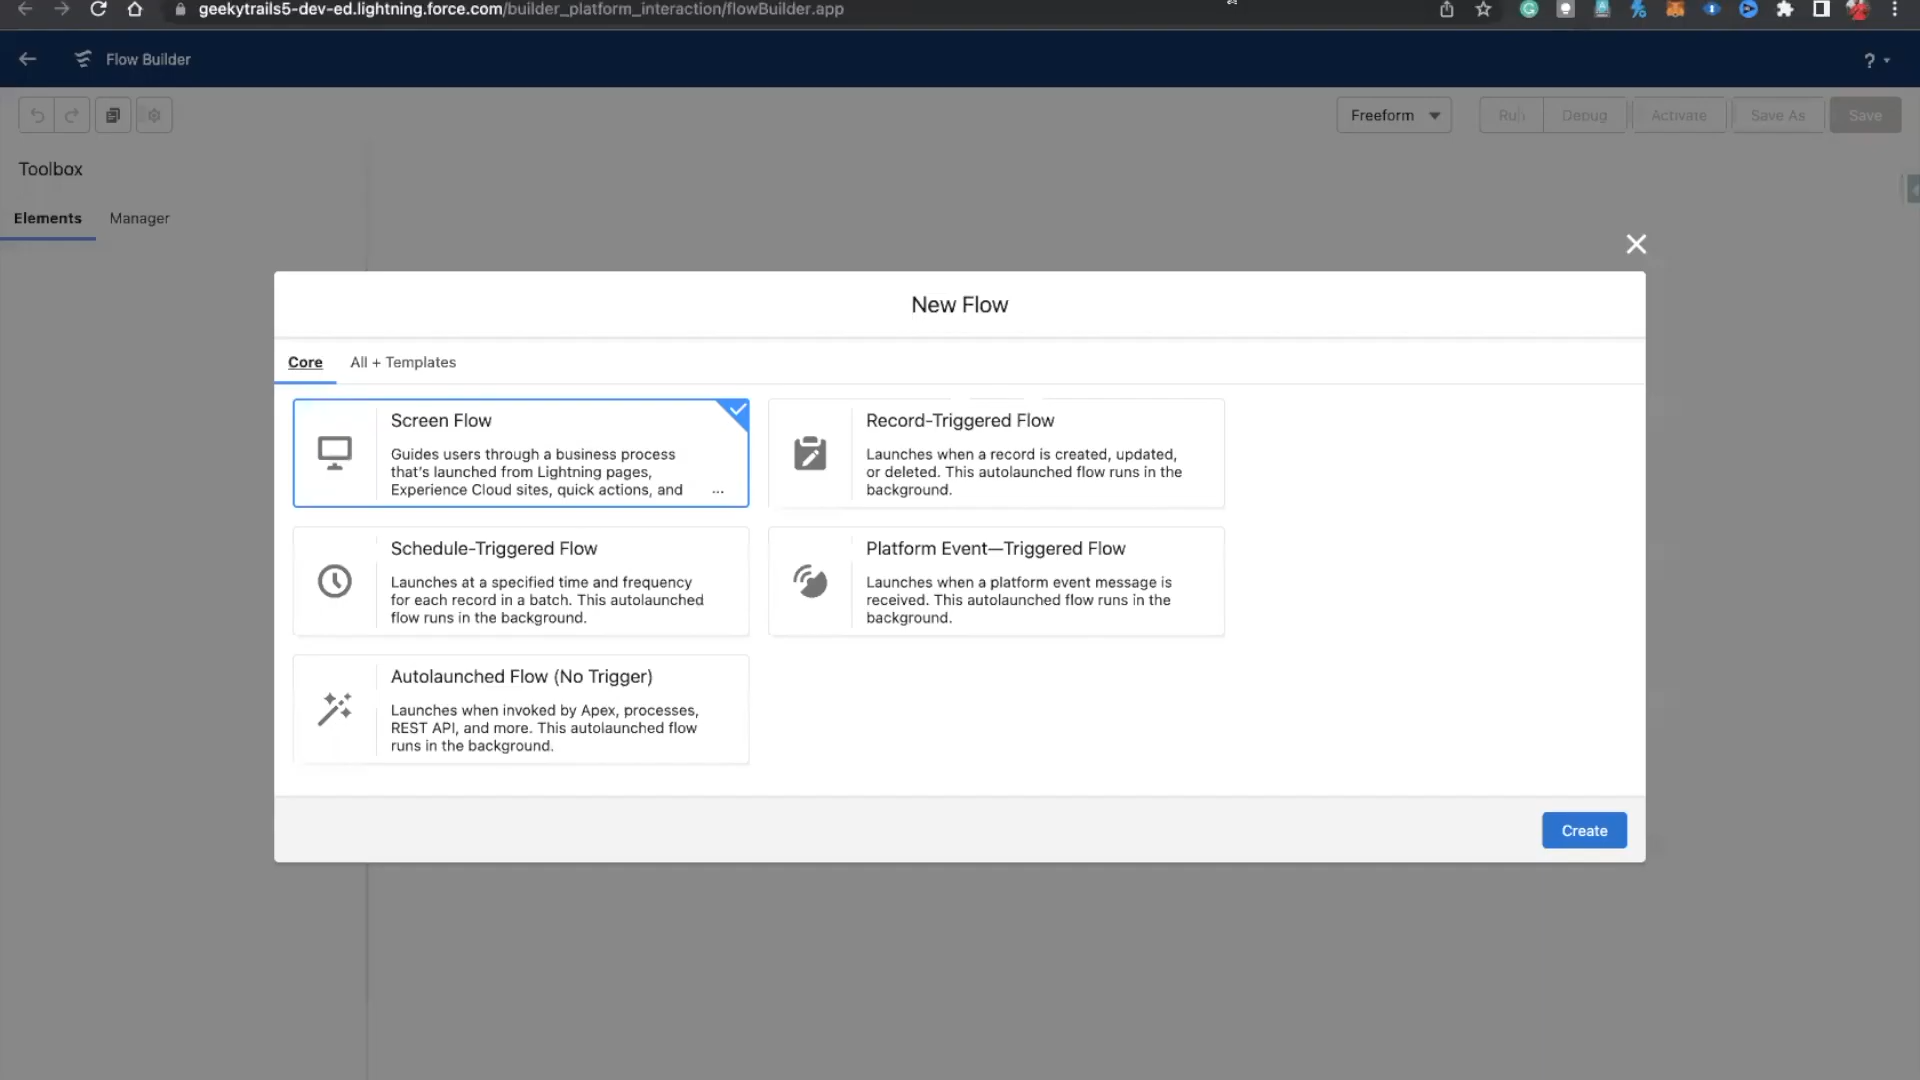 geekytrails5-dev-ed.lightning.force.com/builder_platform_interaction/flowBuilder.app
Flow Builder
?
Freeform
Run
Debug
Activate
Save As
Save
Toolbox
Elements
Manager
New Flow
Core
All + Templates
Screen Flow
Guides users through a business process
that's launched from Lightning pages,
Experience Cloud sites, quick actions, and ...
Record-Triggered Flow
Launches when a record is created, updated,
or deleted. This autolaunched flow runs in the
background.
Schedule-Triggered Flow
Launches at a specified time and frequency
for each record in a batch. This autolaunched
flow runs in the background.
Platform Event—Triggered Flow
Launches when a platform event message is
received. This autolaunched flow runs in the
background.
Autolaunched Flow (No Trigger)
Launches when invoked by Apex, processes,
REST API, and more. This autolaunched flow
runs in the background.
Create